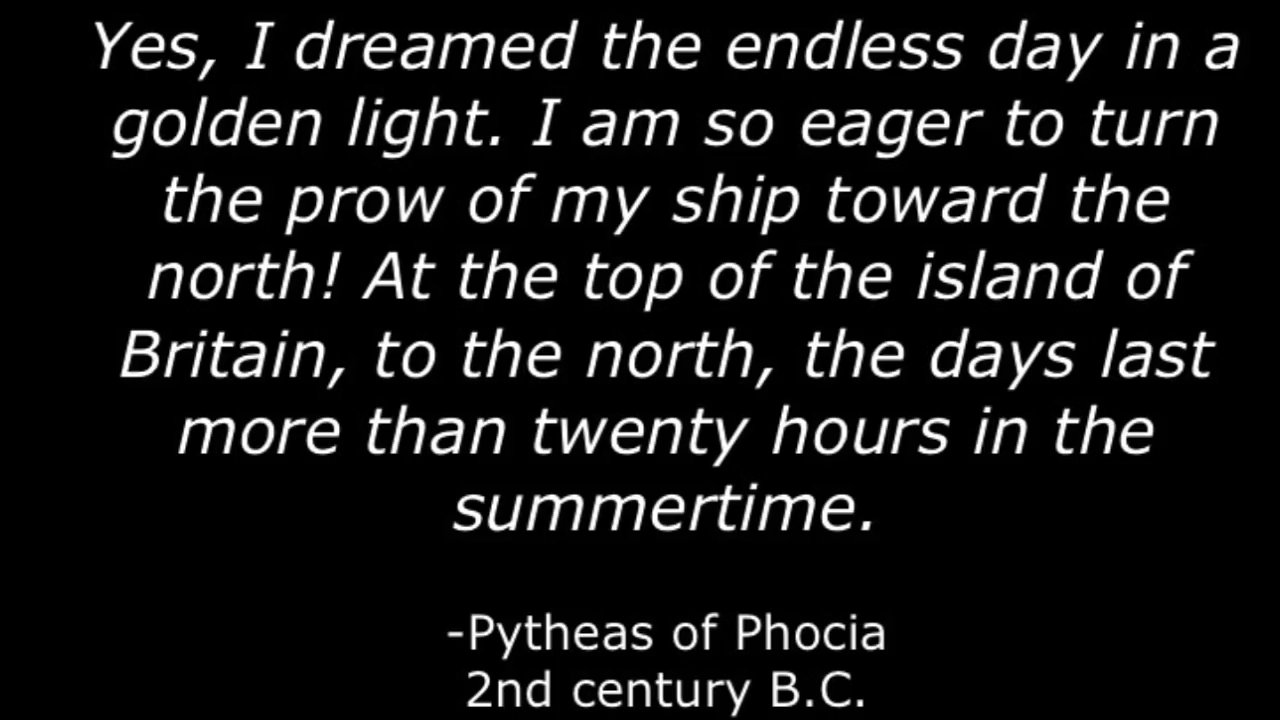 Yes, I dreamed the endless day in a
golden light. I am so eager to turn
the prow of my ship toward the
north! At the top of the island of
Britain, to the north, the days last
more than twenty hours in the
summertime.
-Pytheas of Phocia
2nd century B.C.